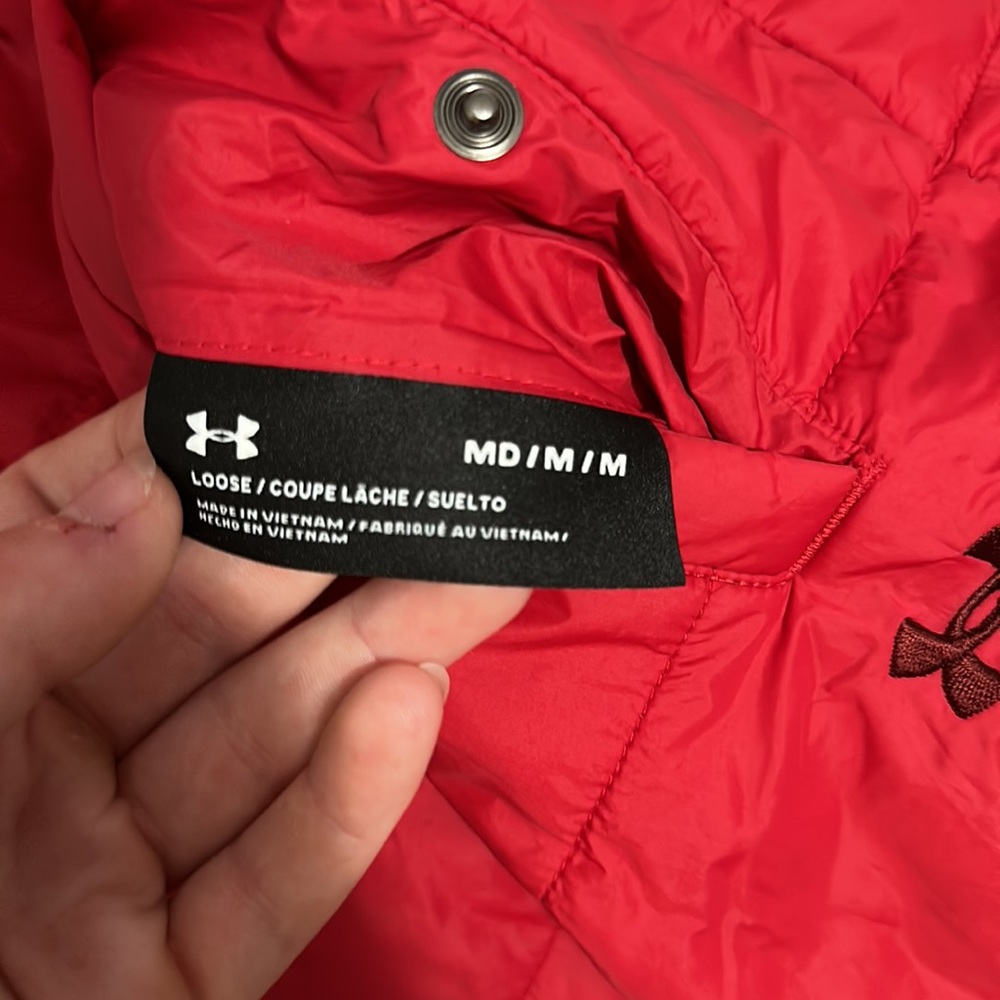 MD/M/M
LOOSE / COUPE LÂCHE / SUELTO
MADE IN VIETNAM / FABRIQUÉ AU VIETNAM /
HECHO EN VIETNAM